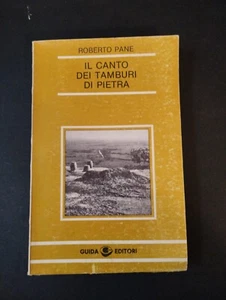 ROBERTO PANE
IL CANTO
DEI TAMBURI
DI PIETRA
GUIDA EDITORI